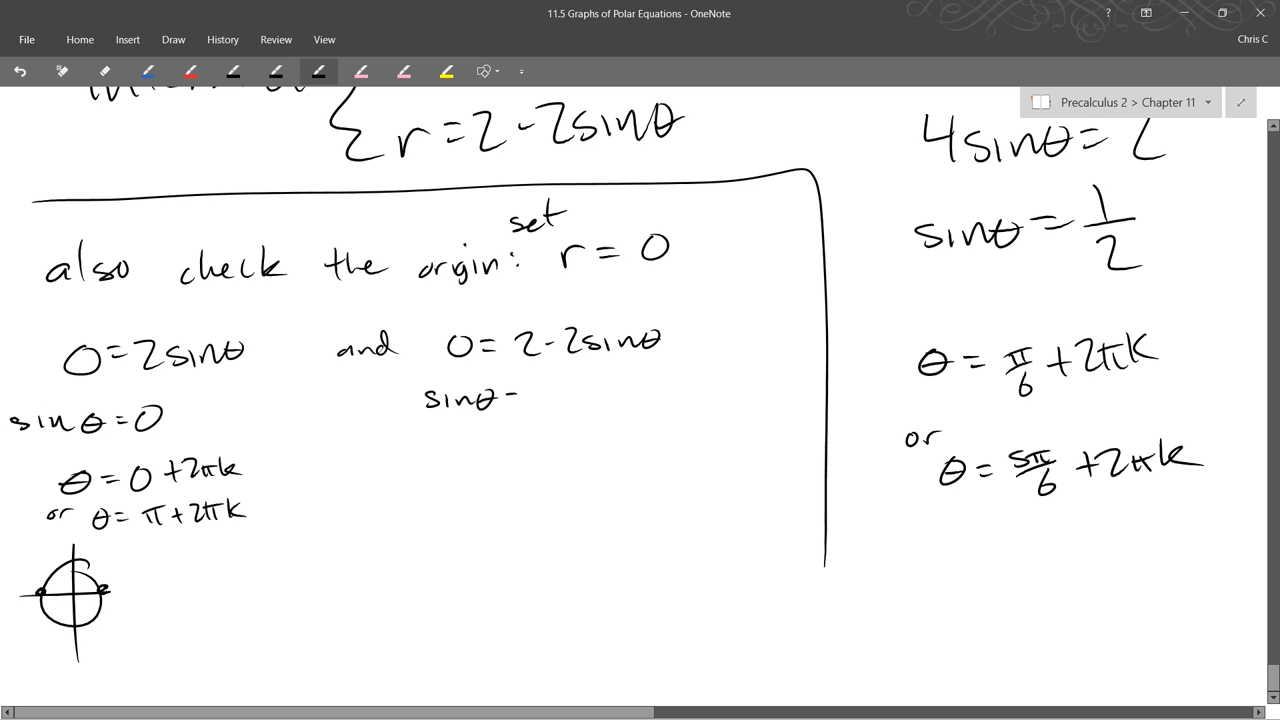 11.5 Graphs of Polar Equations - OneNote
File Home Insert Draw History Review View
Chris C
Precalculus 2 > Chapter 11
r = 2 - 2sinθ
also check the origin: set r = 0
0 = 2sinθ and 0 = 2 - 2sinθ
sinθ = 0
sinθ -
θ = 0 + 2πk
or θ = π + 2πk
4sinθ = 2
sinθ = 1/2
θ = π/6 + 2πk
or
θ = 5π/6 + 2πk